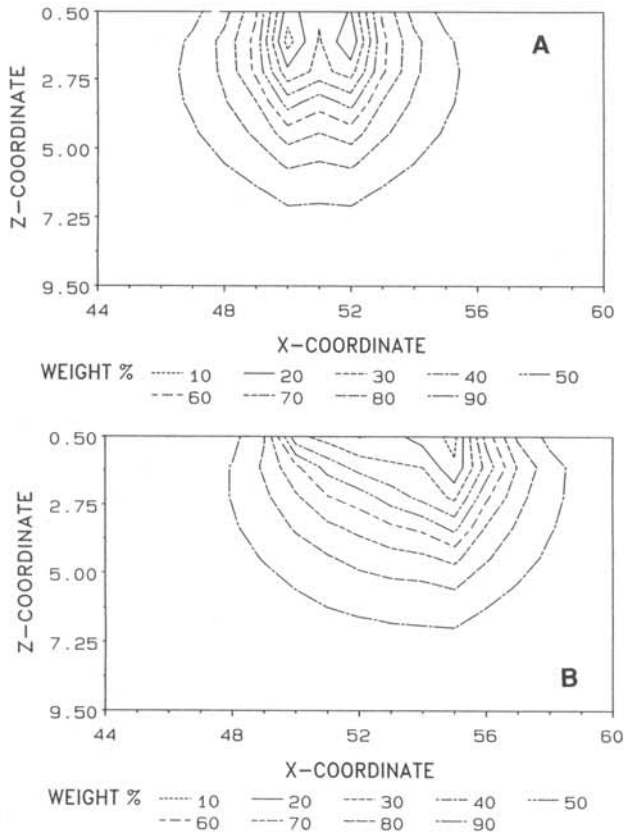 0.50
A
2.75
5.00
7.25
9.50
Z-COORDINATE
44 48 52 56 60
X-COORDINATE
WEIGHT % 10 20 30 40 50
60 70 80 90
0.50
2.75
5.00
7.25
9.50
Z-COORDINATE
B
44 48 52 56 60
X-COORDINATE
WEIGHT % 10 20 30 40 50
60 70 80 90